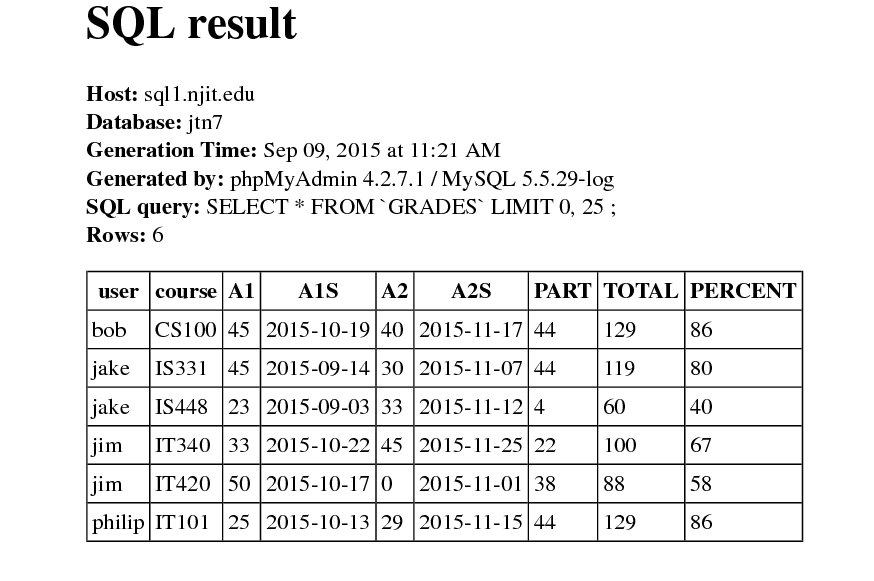 SQL result
Host: sql1.njit.edu
Database: jtn7
Generation Time: Sep 09, 2015 at 11:21 AM
Generated by: phpMyAdmin 4.2.7.1 / MySQL 5.5.29-log
SQL query: SELECT * FROM `GRADES` LIMIT 0, 25 ;
Rows: 6
user course A1 A1S A2 A2S PART TOTAL PERCENT
bob CS100 45 2015-10-19 40 2015-11-17 44 129 86
jake IS331 45 2015-09-14 30 2015-11-07 44 119 80
jake IS448 23 2015-09-03 33 2015-11-12 4 60 40
jim IT340 33 2015-10-22 45 2015-11-25 22 100 67
jim IT420 50 2015-10-17 0 2015-11-01 38 88 58
philip IT101 25 2015-10-13 29 2015-11-15 44 129 86